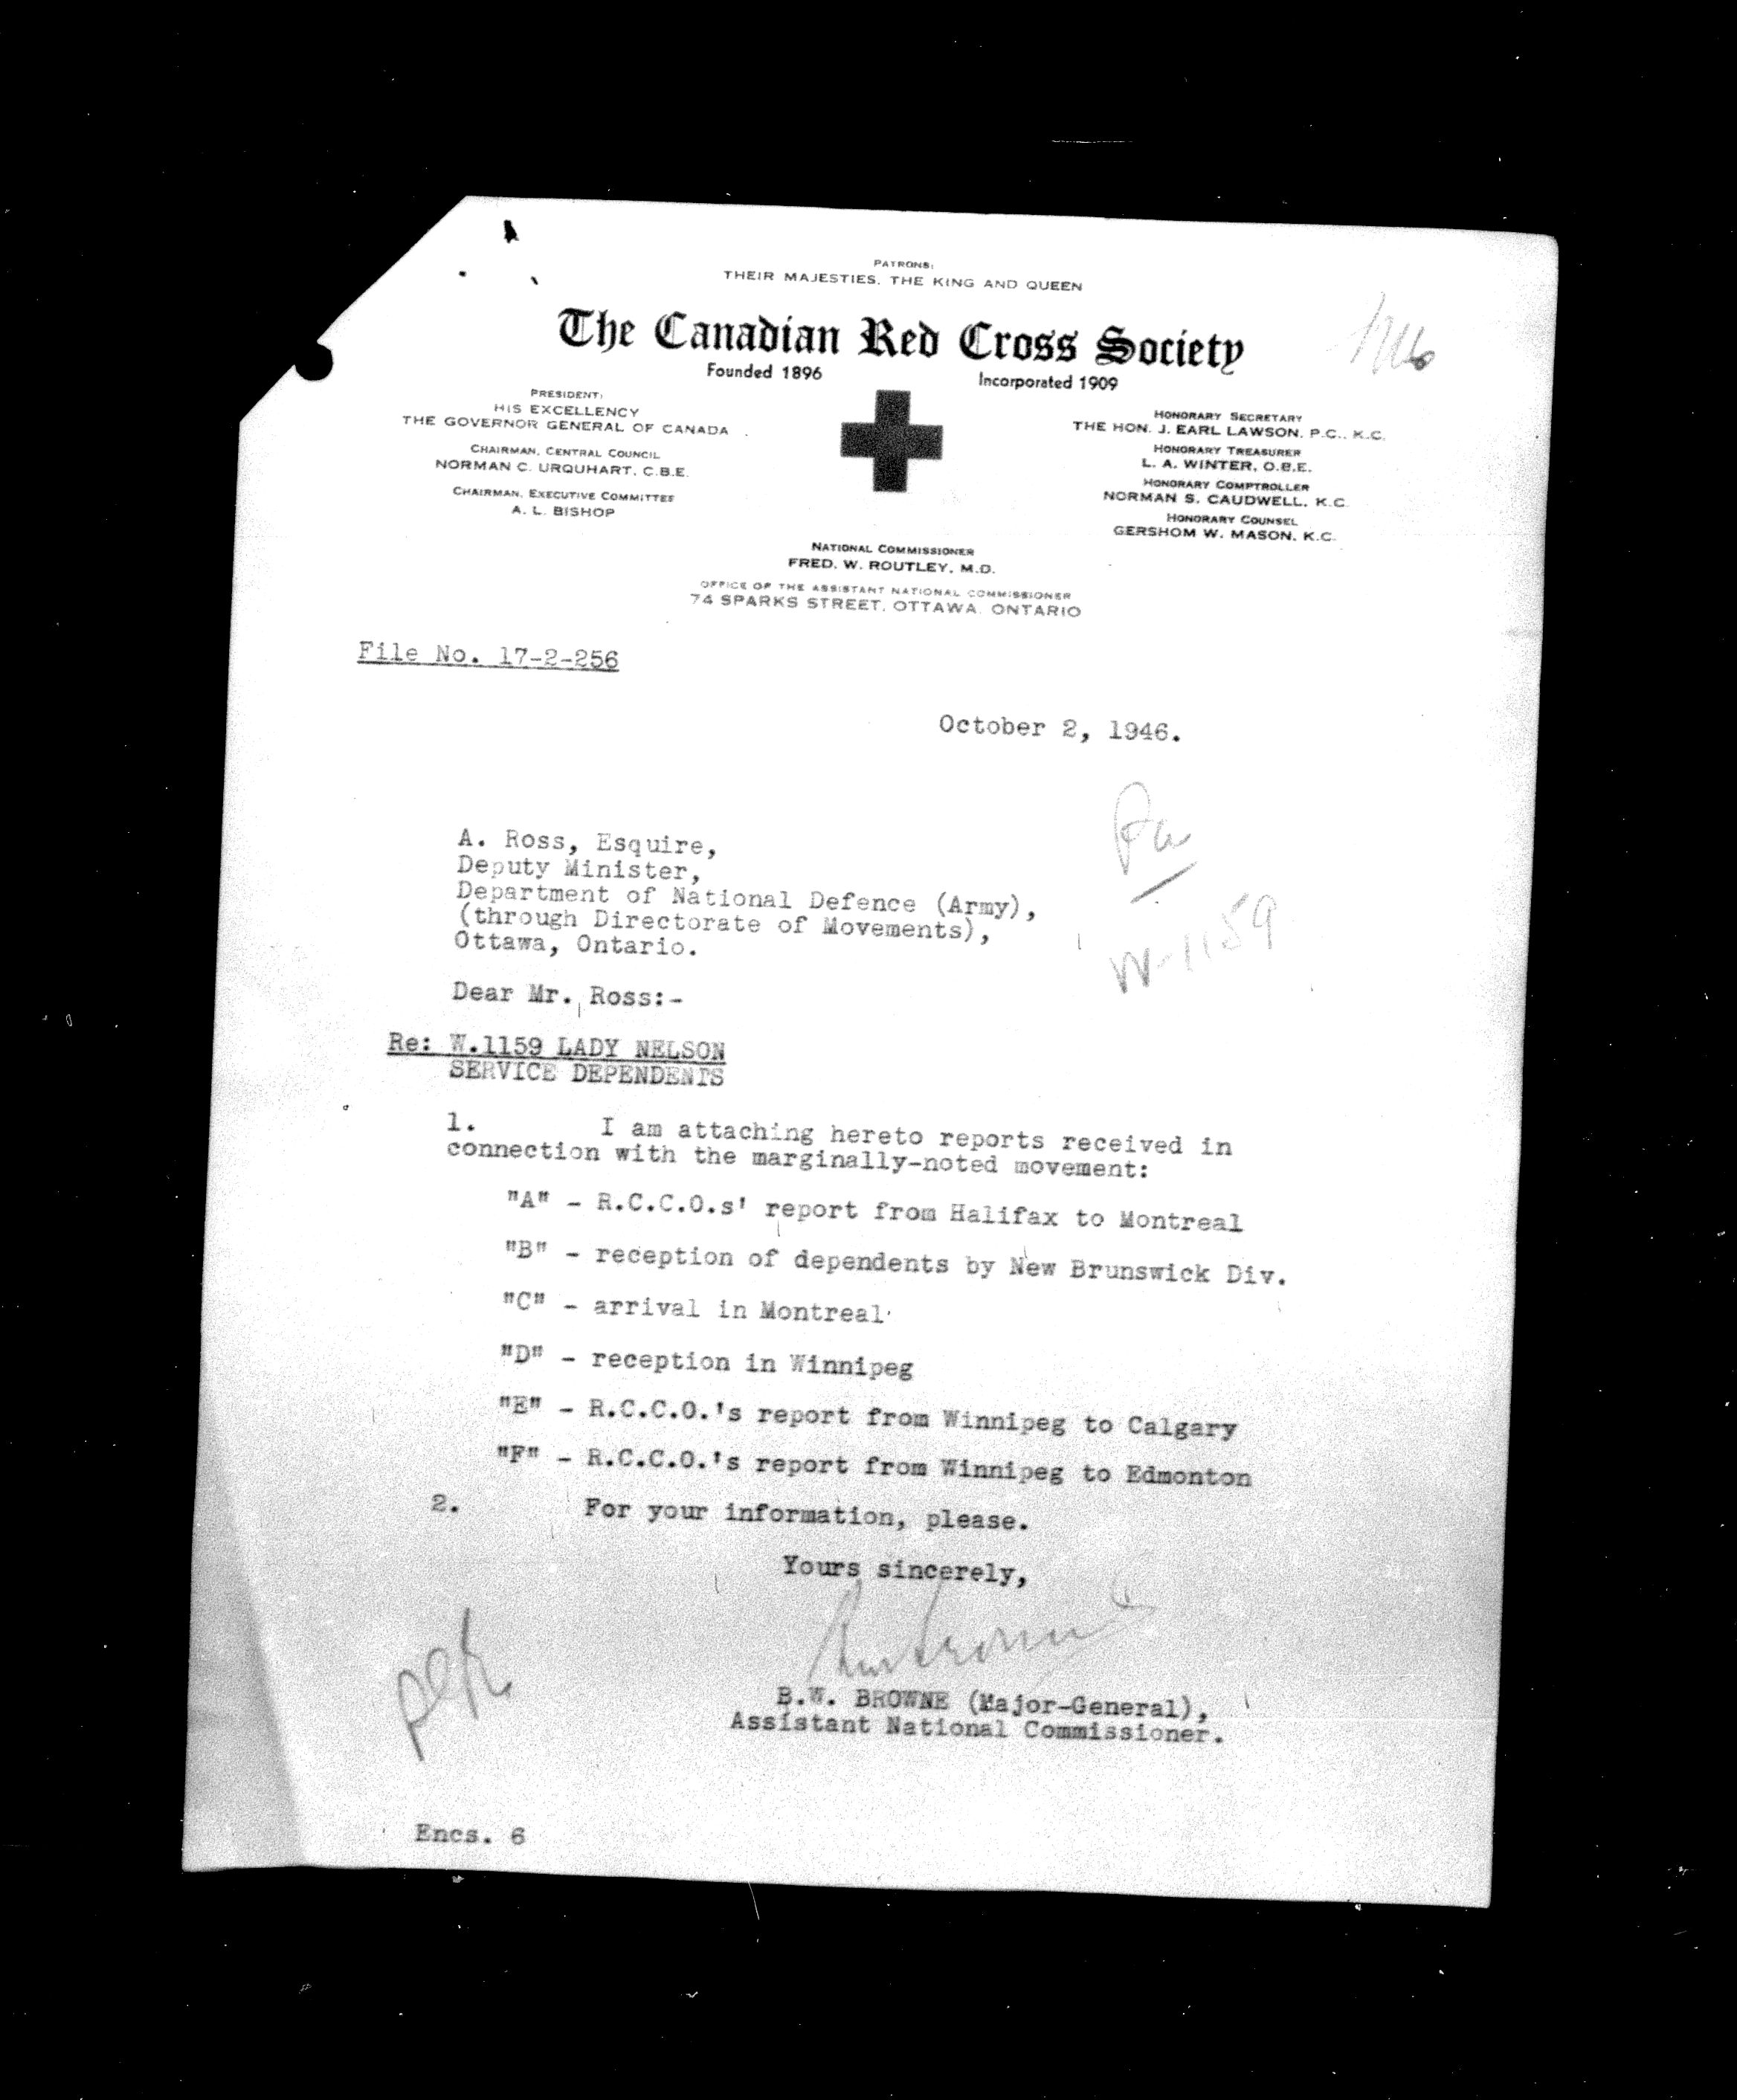 PATRONS:
THEIR MAJESTIES, THE KING AND QUEEN
The Canadian Red Cross Society
Founded 1896
Incorporated 1909
PRESIDENT:
HIS EXCELLENCY
THE GOVERNOR GENERAL OF CANADA
CHAIRMAN, CENTRAL COUNCIL
NORMAN C. URQUHART, C.B.E.
CHAIRMAN, EXECUTIVE COMMITTEE
A. L. BISHOP
HONORARY SECRETARY
THE HON. J. EARL LAWSON, P.C., K.C.
HONORARY TREASURER
L. A. WINTER, O.B.E.
HONORARY COMPTROLLER
NORMAN S. CAUDWELL, K.C.
HONORARY COUNSEL
GERSHOM W. MASON, K.C.
NATIONAL COMMISSIONER
FRED. W. ROUTLEY, M.D.
OFFICE OF THE ASSISTANT NATIONAL COMMISSIONER
74 SPARKS STREET, OTTAWA, ONTARIO
File No. 17-2-256
October 2, 1946.
A. Ross, Esquire,
Deputy Minister,
Department of National Defence (Army),
(through Directorate of Movements),
Ottawa, Ontario.
W-1159
Dear Mr. Ross:-
Re: W.1159 LADY NELSON
SERVICE DEPENDENTS
1. I am attaching hereto reports received in
connection with the marginally-noted movement:
"A" - R.C.C.O.s' report from Halifax to Montreal
"B" - reception of dependents by New Brunswick Div.
"C" - arrival in Montreal
"D" - reception in Winnipeg
"E" - R.C.C.O.'s report from Winnipeg to Calgary
"F" - R.C.C.O.'s report from Winnipeg to Edmonton
2. For your information, please.
Yours sincerely,
B.W. BROWNE (Major-General),
Assistant National Commissioner.
Encs. 6